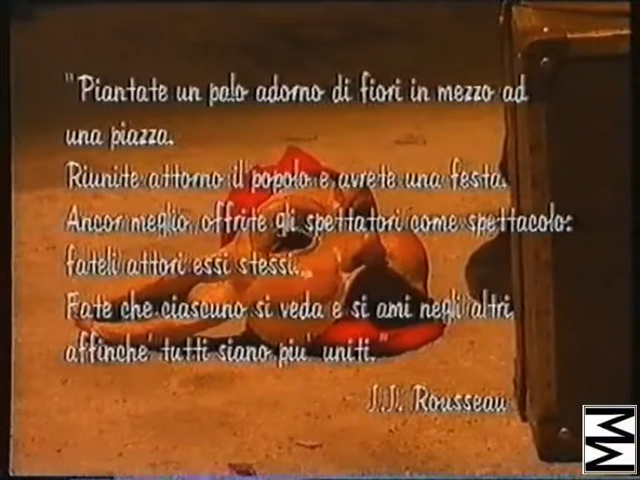 "Piantate un palo adorno di fiori in mezzo ad
una piazza.
Riunite attorno il popolo e avrete una festa.
Ancor meglio, offrite gli spettatori come spettacolo:
fateli attori essi stessi.
Fate che ciascuno si veda e si ami negli altri,
affinche' tutti siano piu' uniti."
J.J. Rousseau